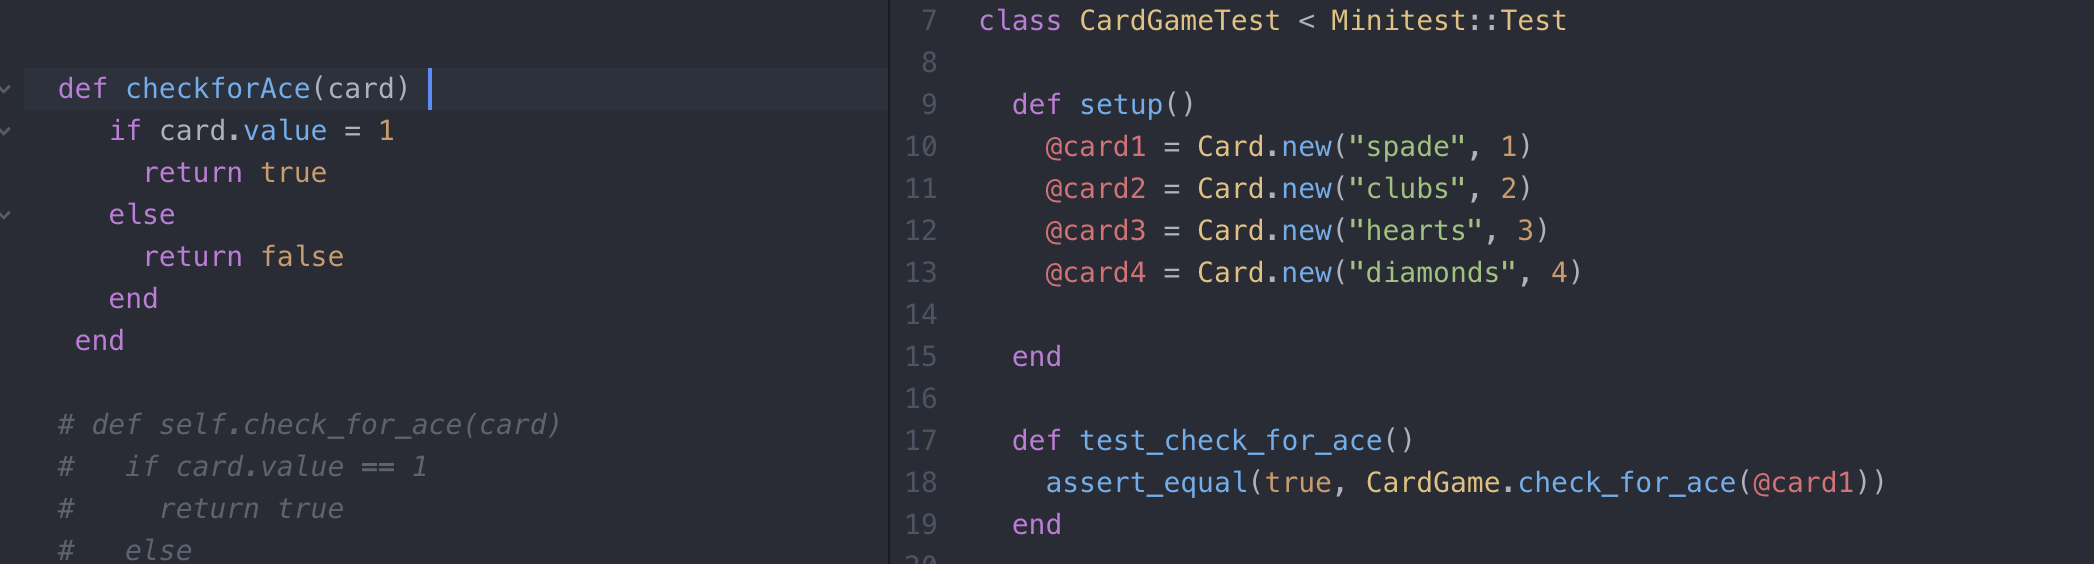 def checkforAce(card)
if card.value = 1
return true
else
return false
end
end
# def self.check_for_ace(card)
#   if card.value == 1
#     return true
#   else
7 class CardGameTest < Minitest::Test
8
9 def setup()
10 @card1 = Card.new("spade", 1)
11 @card2 = Card.new("clubs", 2)
12 @card3 = Card.new("hearts", 3)
13 @card4 = Card.new("diamonds", 4)
14
15 end
16
17 def test_check_for_ace()
18 assert_equal(true, CardGame.check_for_ace(@card1))
19 end